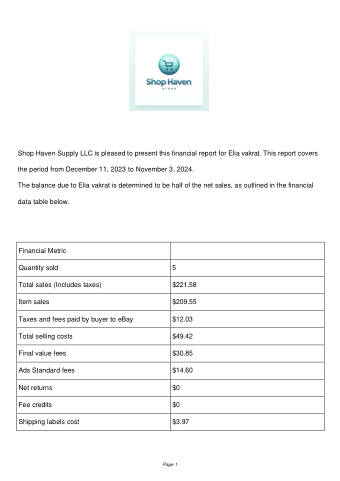 Shop Haven
STORE
Shop Haven Supply LLC is pleased to present this financial report for Elia vakrat. This report covers
the period from December 11, 2023 to November 3, 2024.
The balance due to Elia vakrat is determined to be half of the net sales, as outlined in the financial
data table below.
Financial Metric
Quantity sold 5
Total sales (Includes taxes) $221.58
Item sales $209.55
Taxes and fees paid by buyer to eBay $12.03
Total selling costs $49.42
Final value fees $30.85
Ads Standard fees $14.60
Net returns $0
Fee credits $0
Shipping labels cost $3.97
Page 1